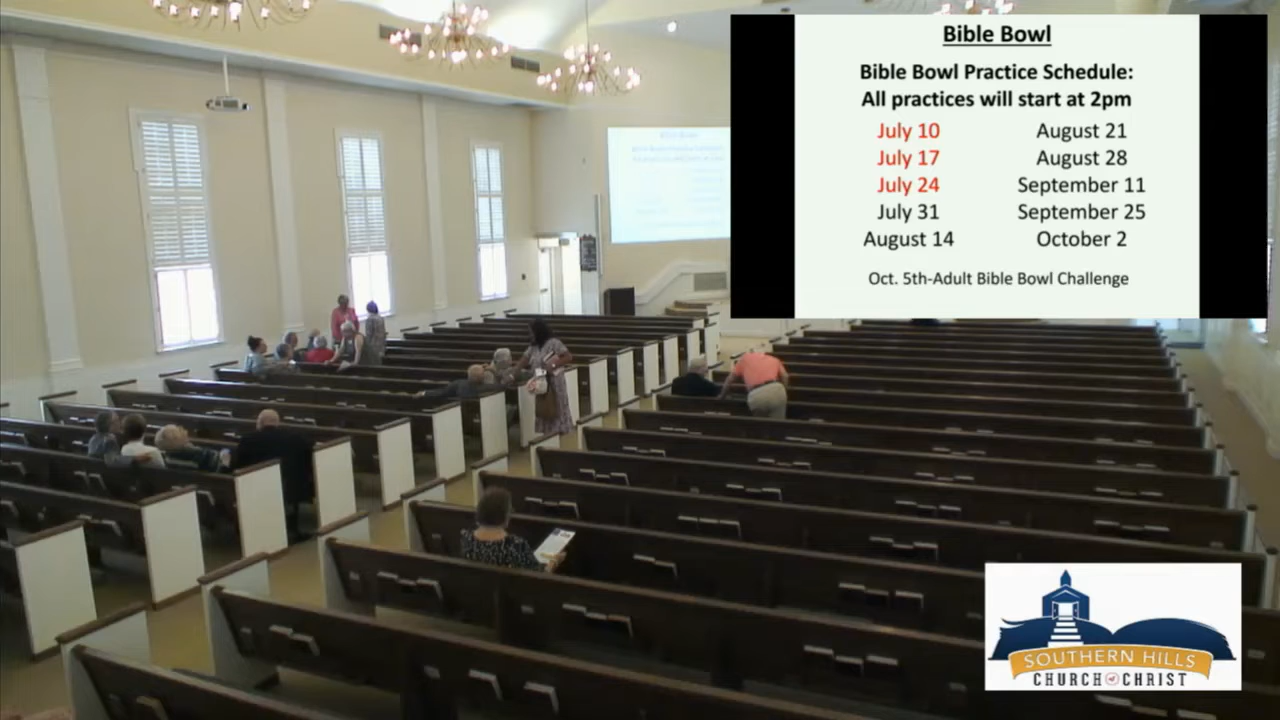 Bible Bowl
Bible Bowl Practice Schedule:
All practices will start at 2pm
July 10 August 21
July 17 August 28
July 24 September 11
July 31 September 25
August 14 October 2
Oct. 5th-Adult Bible Bowl Challenge
SOUTHERN HILLS
CHURCH OF CHRIST